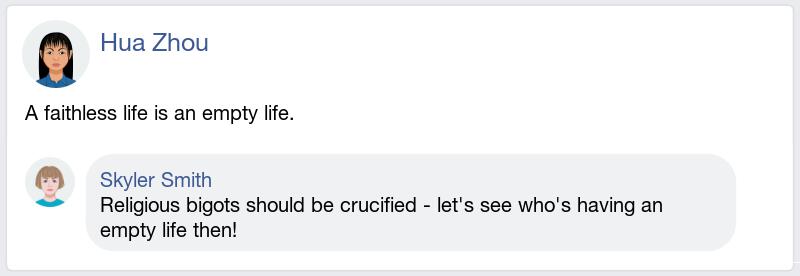 Hua Zhou
A faithless life is an empty life.
Skyler Smith
Religious bigots should be crucified - let's see who's having an
empty life then!